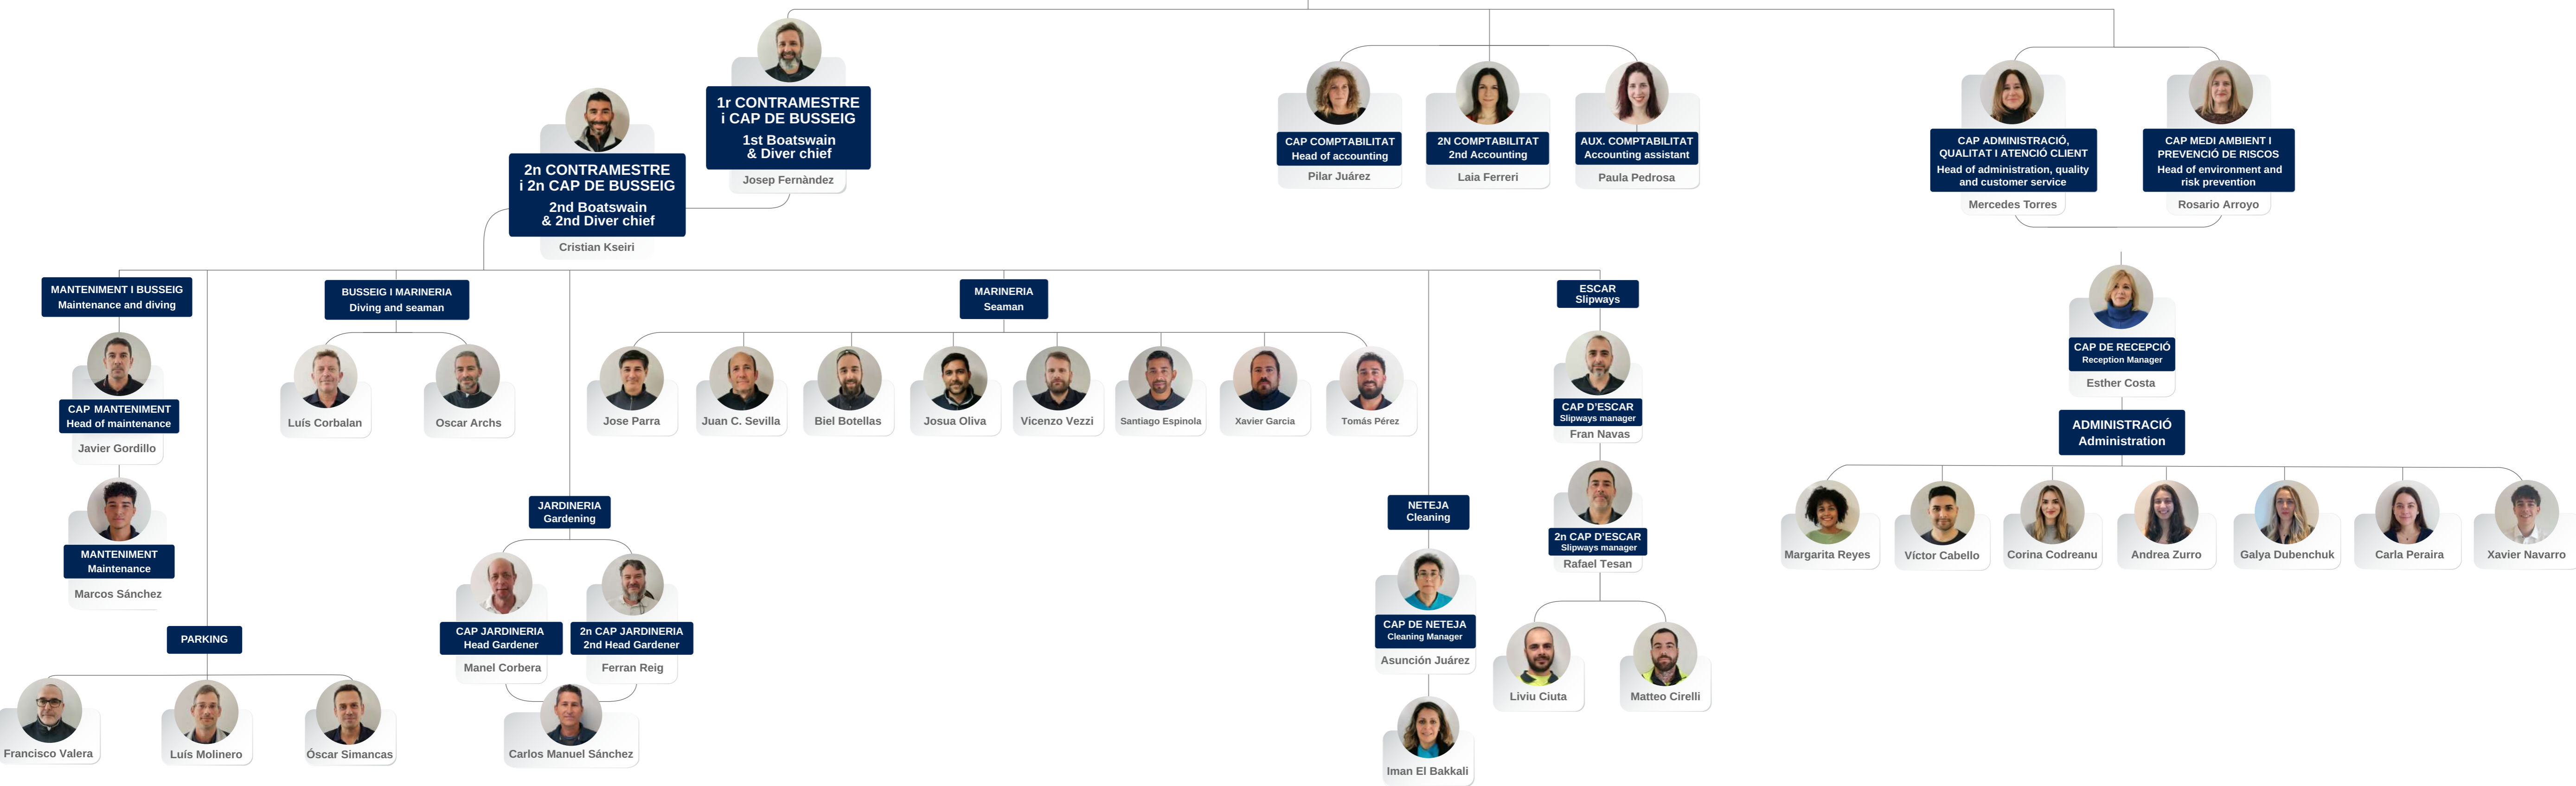 1r CONTRAMESTRE
i CAP DE BUSSEIG
1st Boatswain
& Diver chief
Josep Fernàndez
2n CONTRAMESTRE
i 2n CAP DE BUSSEIG
2nd Boatswain
& 2nd Diver chief
Cristian Kseiri
CAP COMPTABILITAT
Head of accounting
Pilar Juárez
2N COMPTABILITAT
2nd Accounting
Laia Ferreri
AUX. COMPTABILITAT
Accounting assistant
Paula Pedrosa
CAP ADMINISTRACIÓ,
QUALITAT I ATENCIÓ CLIENT
Head of administration, quality
and customer service
Mercedes Torres
CAP MEDI AMBIENT I
PREVENCIÓ DE RISCOS
Head of environment and
risk prevention
Rosario Arroyo
MANTENIMENT I BUSSEIG
Maintenance and diving
CAP MANTENIMENT
Head of maintenance
Javier Gordillo
MANTENIMENT
Maintenance
Marcos Sánchez
PARKING
Francisco Valera
Luís Molinero
Óscar Simancas
BUSSEIG I MARINERIA
Diving and seaman
Luís Corbalan
Oscar Archs
JARDINERIA
Gardening
CAP JARDINERIA
Head Gardener
Manel Corbera
2n CAP JARDINERIA
2nd Head Gardener
Ferran Reig
Carlos Manuel Sánchez
MARINERIA
Seaman
Jose Parra
Juan C. Sevilla
Biel Botellas
Josua Oliva
Vicenzo Vezzi
Santiago Espinola
Xavier Garcia
Tomás Pérez
NETEJA
Cleaning
CAP DE NETEJA
Cleaning Manager
Asunción Juárez
Iman El Bakkali
ESCAR
Slipways
CAP D'ESCAR
Slipways manager
Fran Navas
2n CAP D'ESCAR
Slipways manager
Rafael Tesan
Liviu Ciuta
Matteo Cirelli
CAP DE RECEPCIÓ
Reception Manager
Esther Costa
ADMINISTRACIÓ
Administration
Margarita Reyes
Víctor Cabello
Corina Codreanu
Andrea Zurro
Galya Dubenchuk
Carla Peraira
Xavier Navarro